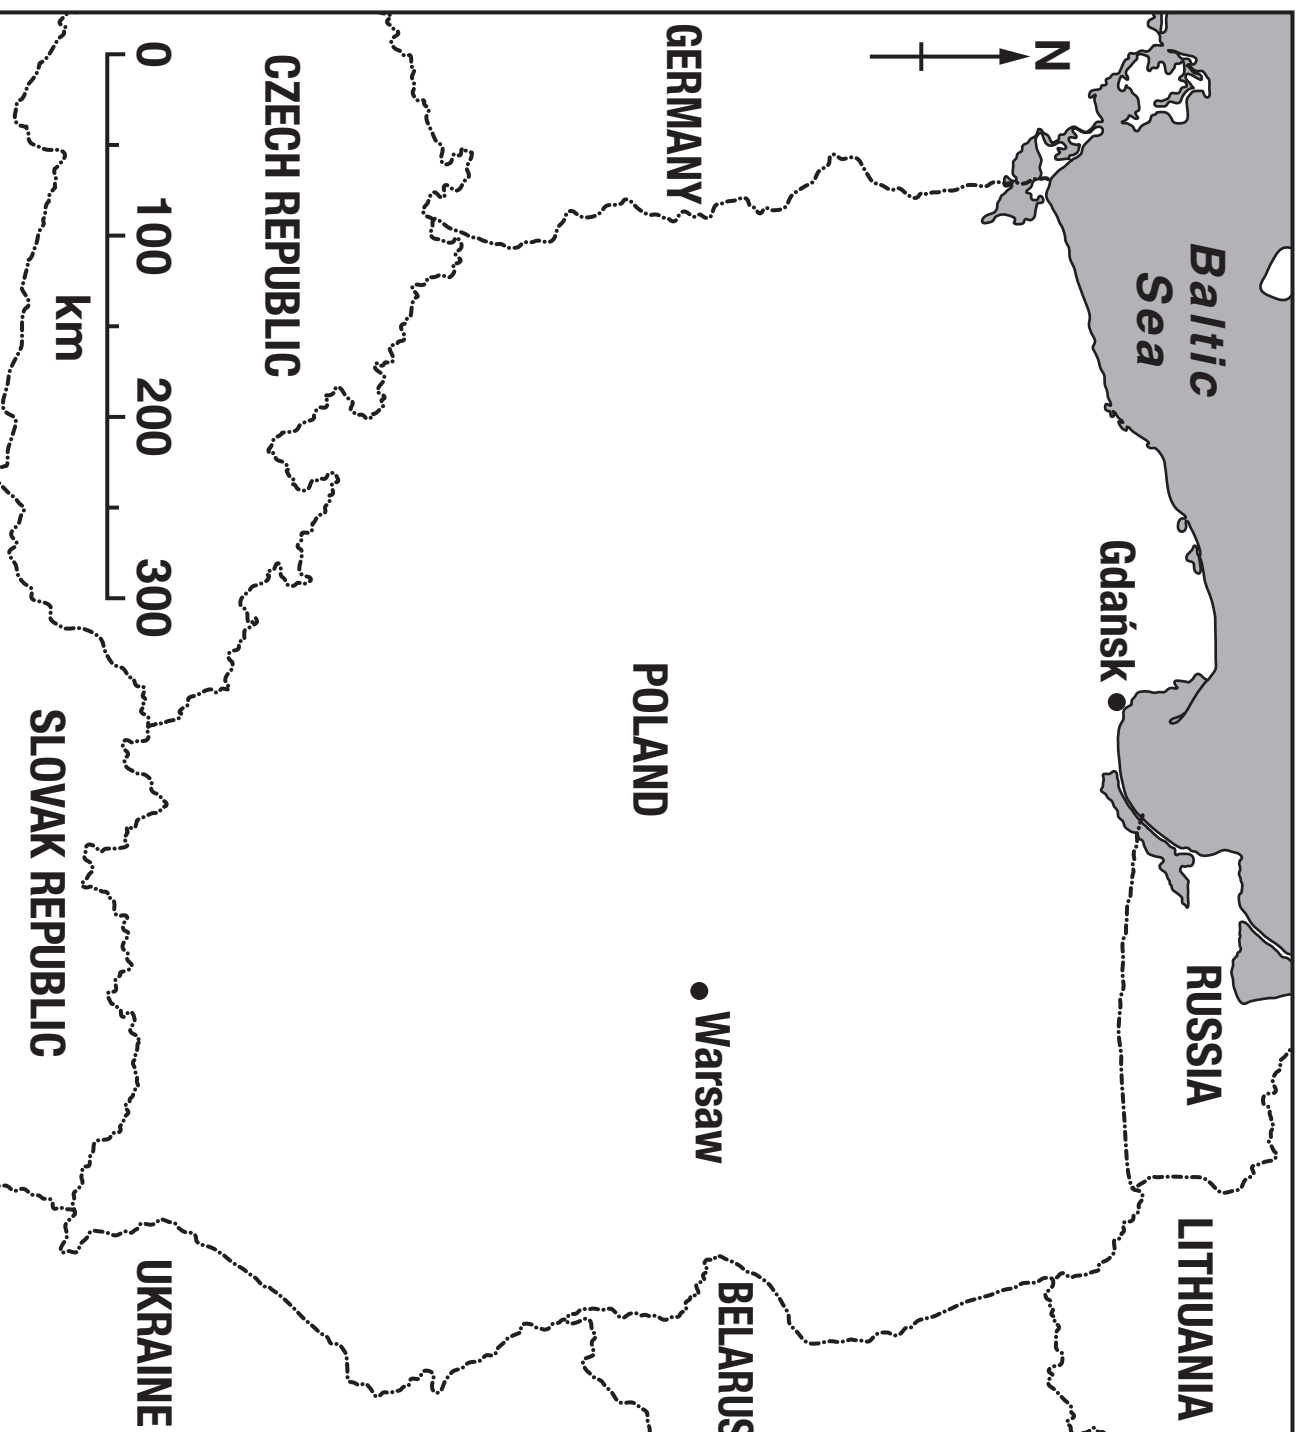 N
Baltic
Sea
RUSSIA
LITHUANIA
Gdańsk
GERMANY
POLAND
Warsaw
BELARUS
CZECH REPUBLIC
UKRAINE
SLOVAK REPUBLIC
0 100 200 300
km